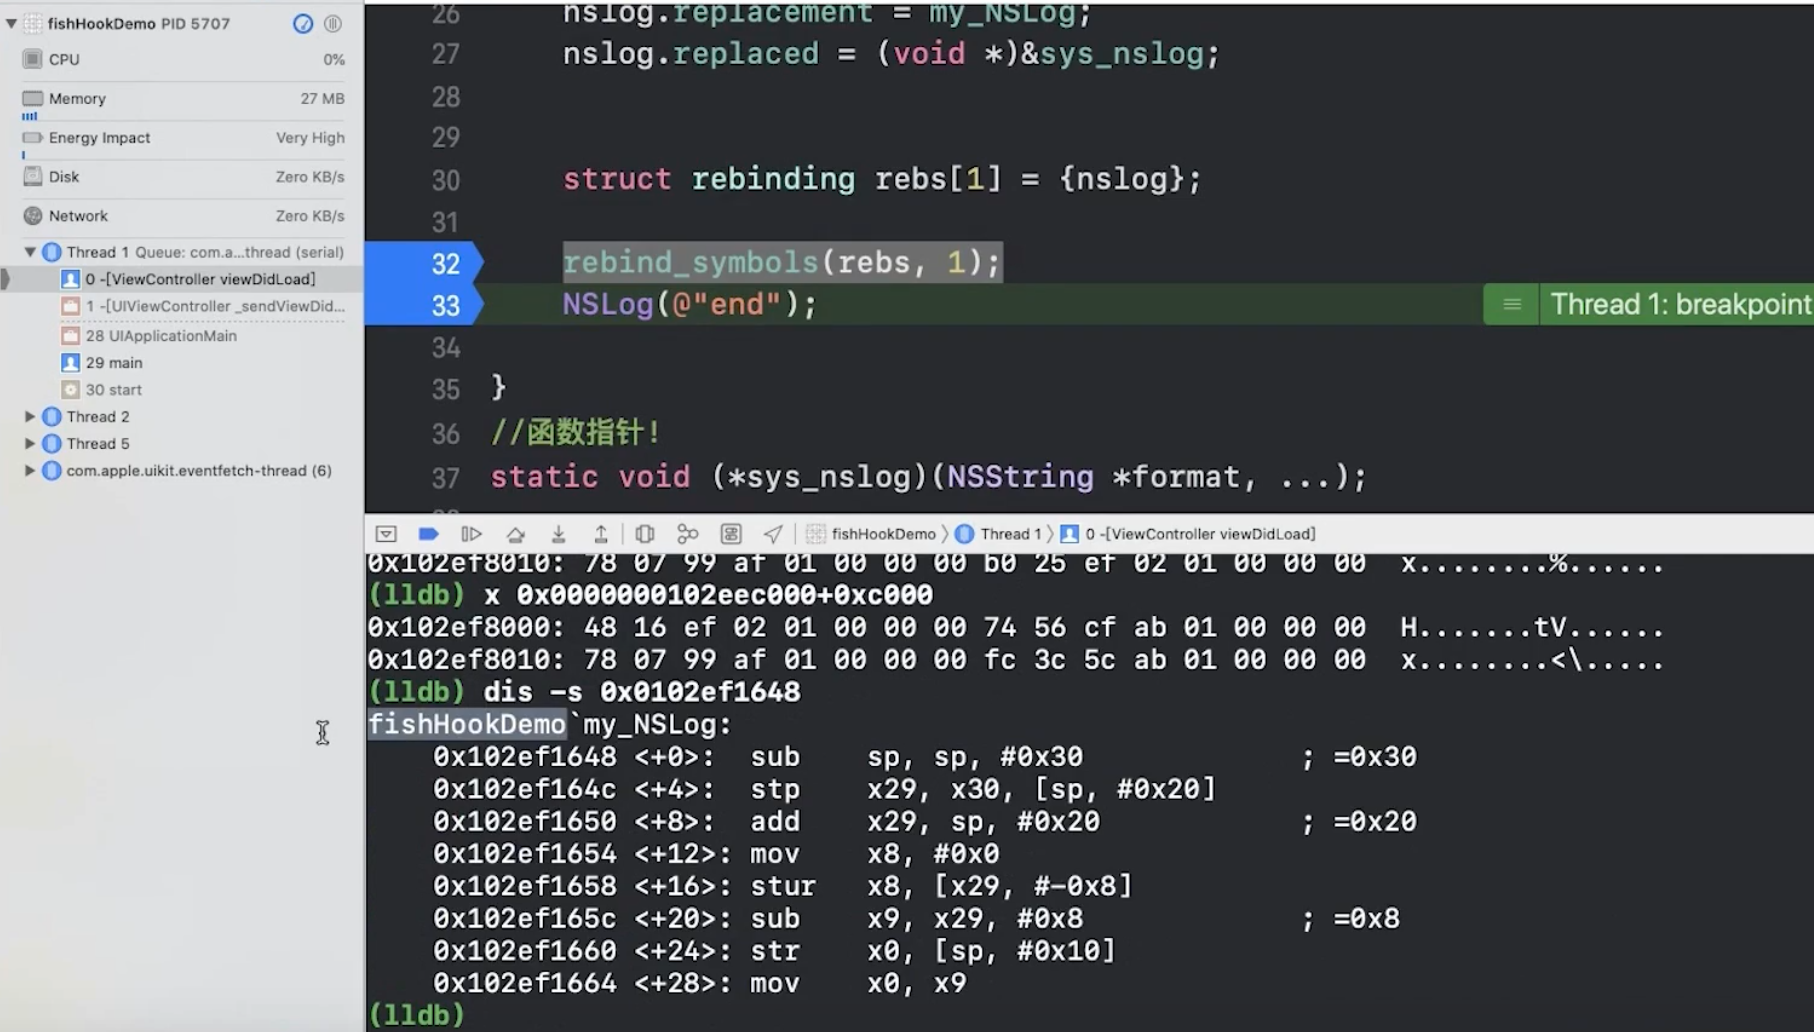 fishHookDemo PID 5707
CPU 0%
Memory 27 MB
Energy Impact Very High
Disk Zero KB/s
Network Zero KB/s
Thread 1 Queue: com.a...thread (serial)
0 -[ViewController viewDidLoad]
1 -[UIViewController _sendViewDid...
28 UIApplicationMain
29 main
30 start
Thread 2
Thread 5
com.apple.uikit.eventfetch-thread (6)
26 nslog.replacement = my_NSLog;
27 nslog.replaced = (void *)&sys_nslog;
28
29
30 struct rebinding rebs[1] = {nslog};
31
32 rebind_symbols(rebs, 1);
33 NSLog(@"end"); Thread 1: breakpoint
34
35 }
36 //函数指针!
37 static void (*sys_nslog)(NSString *format, ...);
fishHookDemo 〉 Thread 1 〉 0 -[ViewController viewDidLoad]
0x102ef8010: 78 07 99 af 01 00 00 00 b0 25 ef 02 01 00 00 00 x........%......
(lldb) x 0x0000000102eec000+0xc000
0x102ef8000: 48 16 ef 02 01 00 00 00 74 56 cf ab 01 00 00 00 H.......tV......
0x102ef8010: 78 07 99 af 01 00 00 00 fc 3c 5c ab 01 00 00 00 x........<\.....
(lldb) dis -s 0x0102ef1648
fishHookDemo`my_NSLog:
0x102ef1648 <+0>: sub sp, sp, #0x30 ; =0x30
0x102ef164c <+4>: stp x29, x30, [sp, #0x20]
0x102ef1650 <+8>: add x29, sp, #0x20 ; =0x20
0x102ef1654 <+12>: mov x8, #0x0
0x102ef1658 <+16>: stur x8, [x29, #-0x8]
0x102ef165c <+20>: sub x9, x29, #0x8 ; =0x8
0x102ef1660 <+24>: str x0, [sp, #0x10]
0x102ef1664 <+28>: mov x0, x9
(lldb)